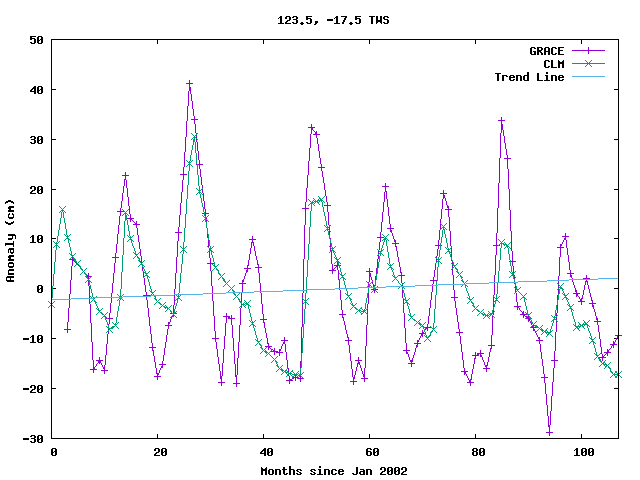 123.5, -17.5 TWS
GRACE
CLM
Trend Line
50
40
30
20
10
0
-10
-20
-30
Anomaly (cm)
0 20 40 60 80 100
Months since Jan 2002